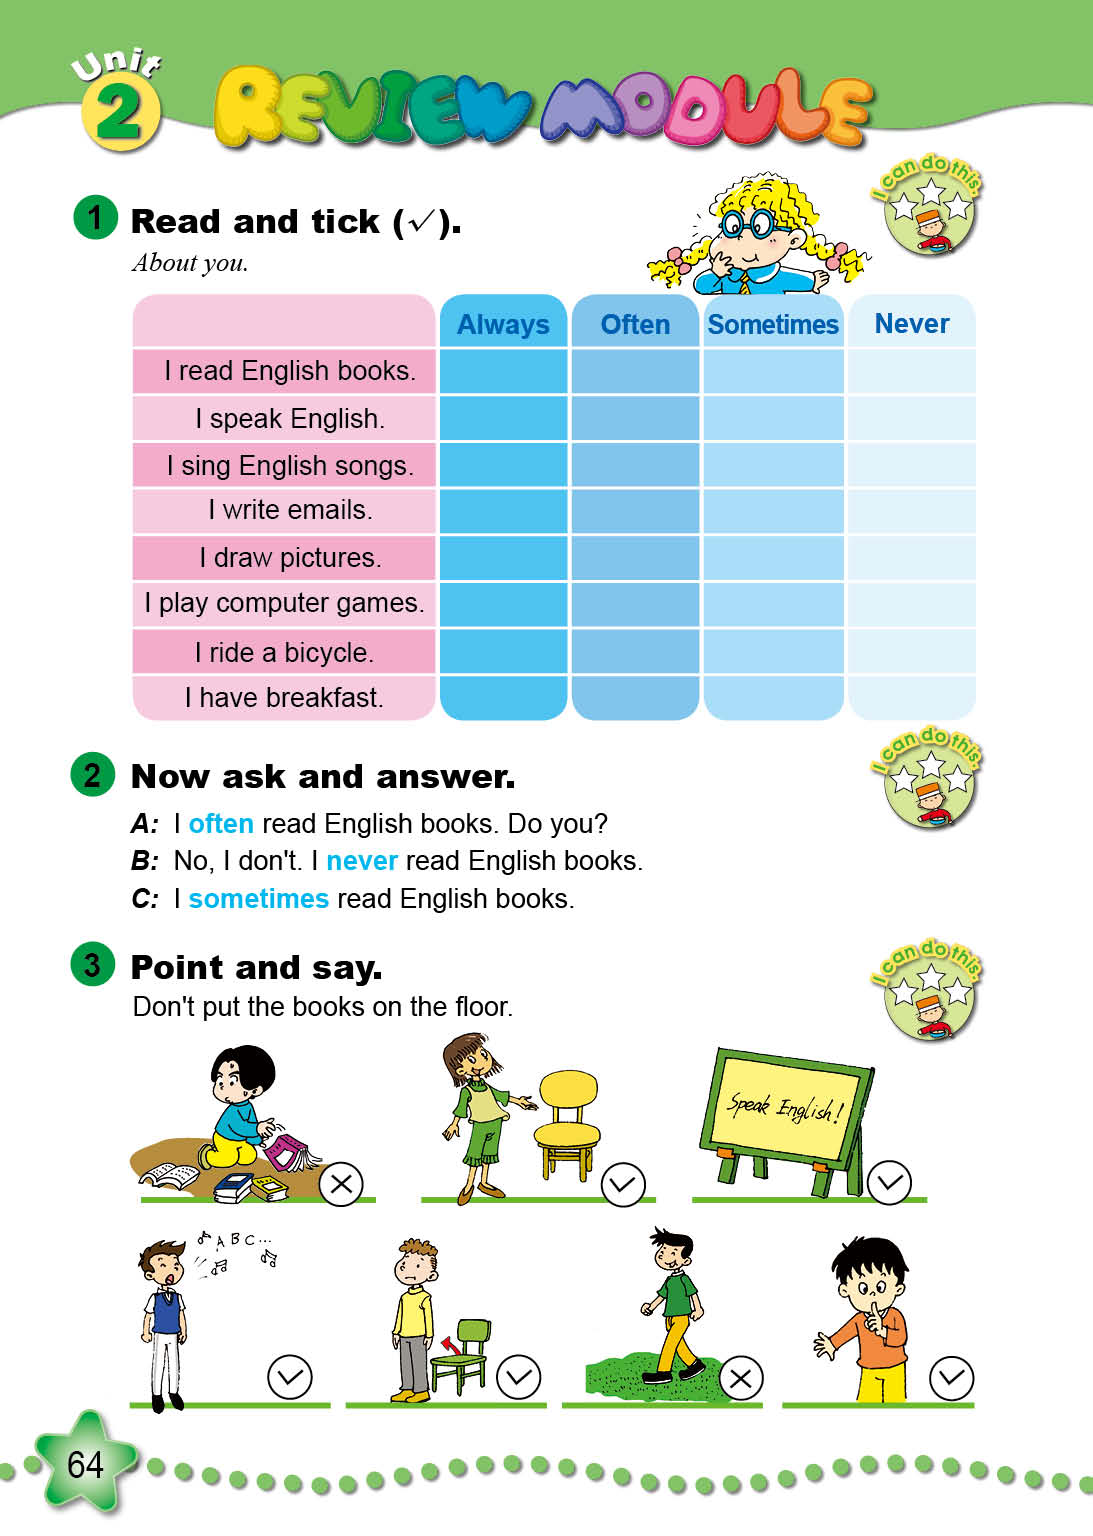 Unit
2
REVIEW MODULE
I can do this.
1 Read and tick (✓).
About you.
Always Often Sometimes Never
I read English books.
I speak English.
I sing English songs.
I write emails.
I draw pictures.
I play computer games.
I ride a bicycle.
I have breakfast.
I can do this.
2 Now ask and answer.
A: I often read English books. Do you?
B: No, I don't. I never read English books.
C: I sometimes read English books.
I can do this.
3 Point and say.
Don't put the books on the floor.
Speak English!
A B C ...
64